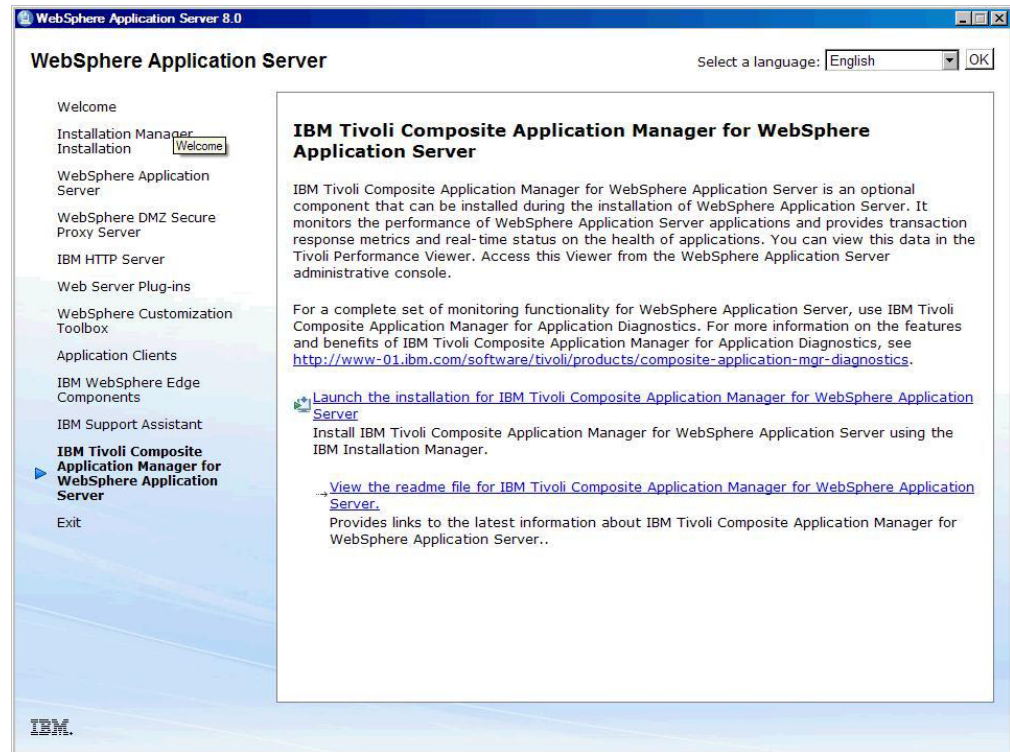 WebSphere Application Server 8.0
WebSphere Application Server
Select a language: English OK
Welcome
Installation Manager
Installation
Welcome
WebSphere Application
Server
WebSphere DMZ Secure
Proxy Server
IBM HTTP Server
Web Server Plug-ins
WebSphere Customization
Toolbox
Application Clients
IBM WebSphere Edge
Components
IBM Support Assistant
IBM Tivoli Composite
Application Manager for
WebSphere Application
Server
Exit
IBM Tivoli Composite Application Manager for WebSphere
Application Server
IBM Tivoli Composite Application Manager for WebSphere Application Server is an optional
component that can be installed during the installation of WebSphere Application Server. It
monitors the performance of WebSphere Application Server applications and provides transaction
response metrics and real-time status on the health of applications. You can view this data in the
Tivoli Performance Viewer. Access this Viewer from the WebSphere Application Server
administrative console.
For a complete set of monitoring functionality for WebSphere Application Server, use IBM Tivoli
Composite Application Manager for Application Diagnostics. For more information on the features
and benefits of IBM Tivoli Composite Application Manager for Application Diagnostics, see
http://www-01.ibm.com/software/tivoli/products/composite-application-mgr-diagnostics.
Launch the installation for IBM Tivoli Composite Application Manager for WebSphere Application
Server
Install IBM Tivoli Composite Application Manager for WebSphere Application Server using the
IBM Installation Manager.
View the readme file for IBM Tivoli Composite Application Manager for WebSphere Application
Server.
Provides links to the latest information about IBM Tivoli Composite Application Manager for
WebSphere Application Server..
IBM.